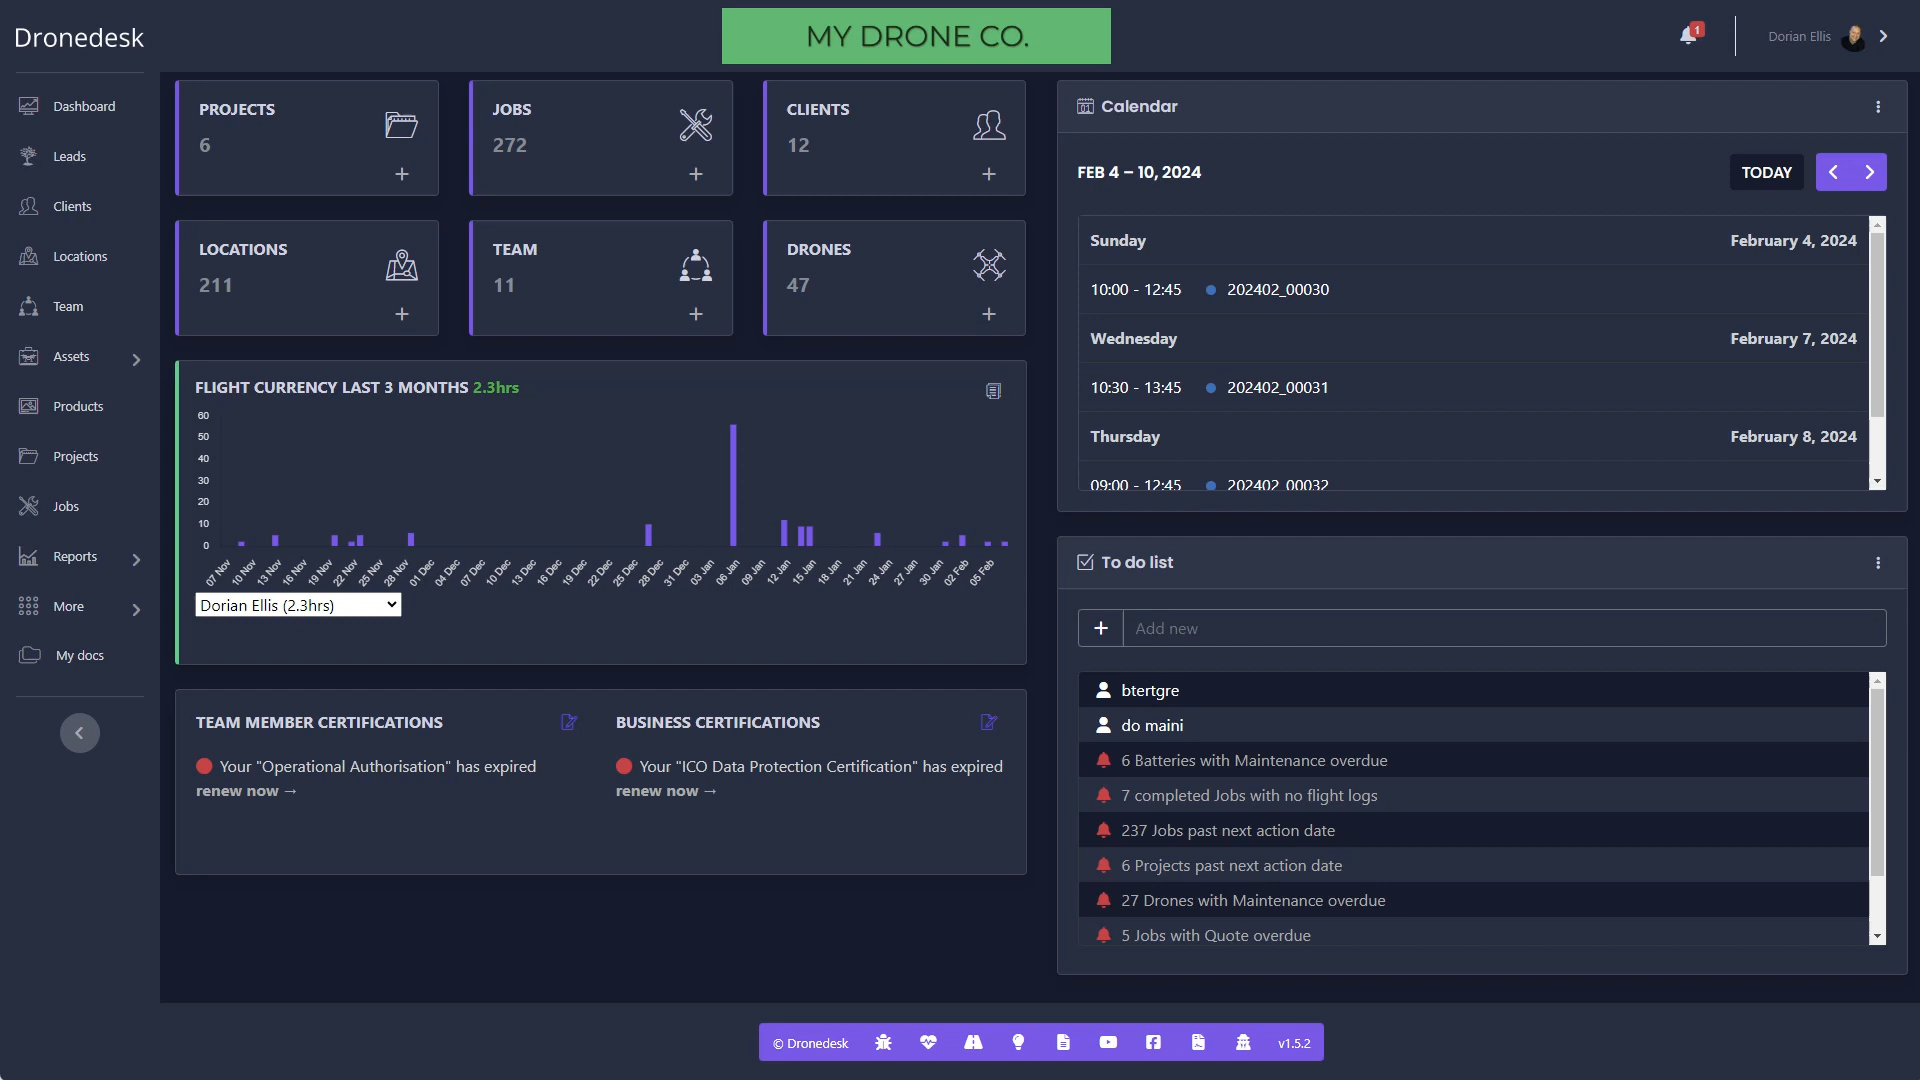 Dronedesk
MY DRONE CO.
1
Dorian Ellis
Dashboard
Leads
Clients
Locations
Team
Assets
Products
Projects
Jobs
Reports
More
My docs
PROJECTS
6
+
JOBS
272
+
CLIENTS
12
+
LOCATIONS
211
+
TEAM
11
+
DRONES
47
+
FLIGHT CURRENCY LAST 3 MONTHS 2.3hrs
60
50
40
30
20
10
0
07 Nov
10 Nov
13 Nov
16 Nov
19 Nov
22 Nov
25 Nov
28 Nov
01 Dec
04 Dec
07 Dec
10 Dec
13 Dec
16 Dec
19 Dec
22 Dec
25 Dec
28 Dec
31 Dec
03 Jan
06 Jan
09 Jan
12 Jan
15 Jan
18 Jan
21 Jan
24 Jan
27 Jan
30 Jan
02 Feb
05 Feb
Dorian Ellis (2.3hrs)
TEAM MEMBER CERTIFICATIONS
Your "Operational Authorisation" has expired
renew now →
BUSINESS CERTIFICATIONS
Your "ICO Data Protection Certification" has expired
renew now →
Calendar
FEB 4 – 10, 2024
TODAY
Sunday February 4, 2024
10:00 - 12:45 202402_00030
Wednesday February 7, 2024
10:30 - 13:45 202402_00031
Thursday February 8, 2024
09:00 - 12:45 202402_00032
To do list
+ Add new
btertgre
do maini
6 Batteries with Maintenance overdue
7 completed Jobs with no flight logs
237 Jobs past next action date
6 Projects past next action date
27 Drones with Maintenance overdue
5 Jobs with Quote overdue
© Dronedesk v1.5.2